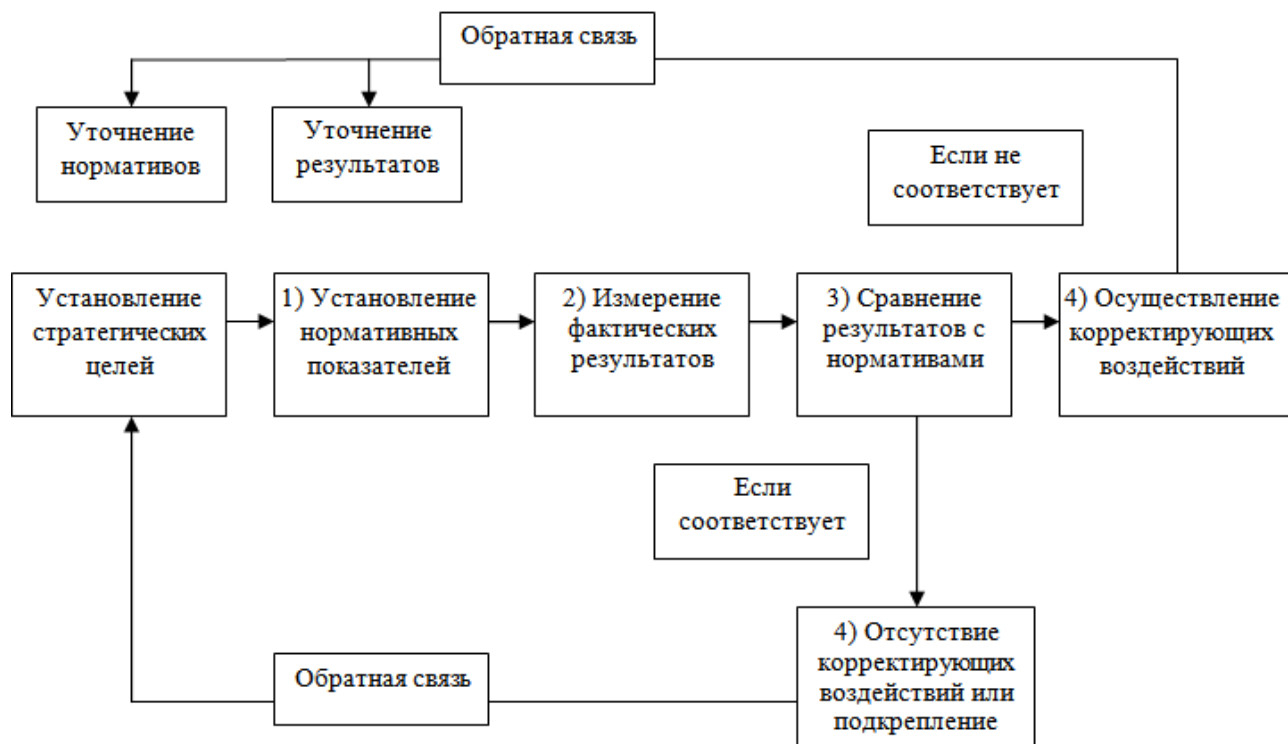 Обратная связь
Уточнение
нормативов
Уточнение
результатов
Если не
соответствует
Установление
стратегических
целей
1) Установление
нормативных
показателей
2) Измерение
фактических
результатов
3) Сравнение
результатов с
нормативами
4) Осуществление
корректирующих
воздействий
Если
соответствует
4) Отсутствие
корректирующих
воздействий или
подкрепление
Обратная связь